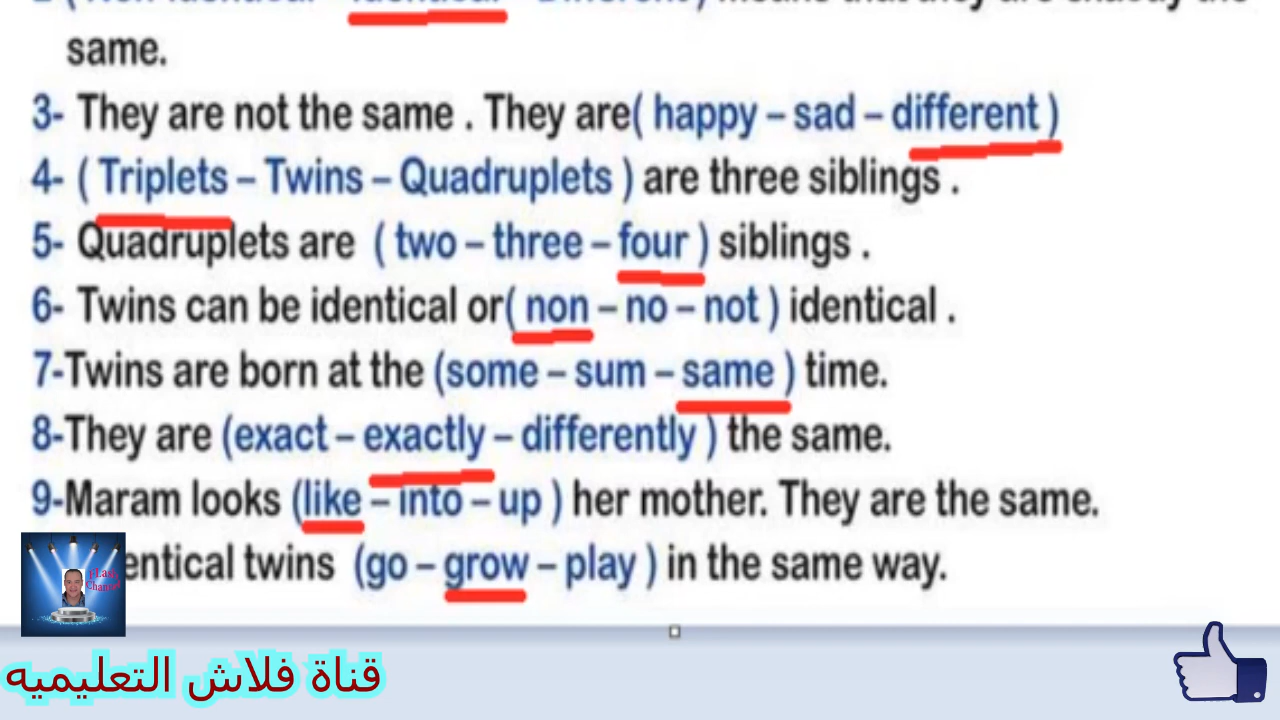 same.
3- They are not the same . They are( happy – sad – different )
4- ( Triplets – Twins – Quadruplets ) are three siblings .
5- Quadruplets are ( two – three – four ) siblings .
6- Twins can be identical or( non – no – not ) identical .
7-Twins are born at the (some – sum – same ) time.
8-They are (exact – exactly – differently ) the same.
9-Maram looks (like – into – up ) her mother. They are the same.
entical twins (go – grow – play ) in the same way.
fLash Channel
قناة فلاش التعليميه